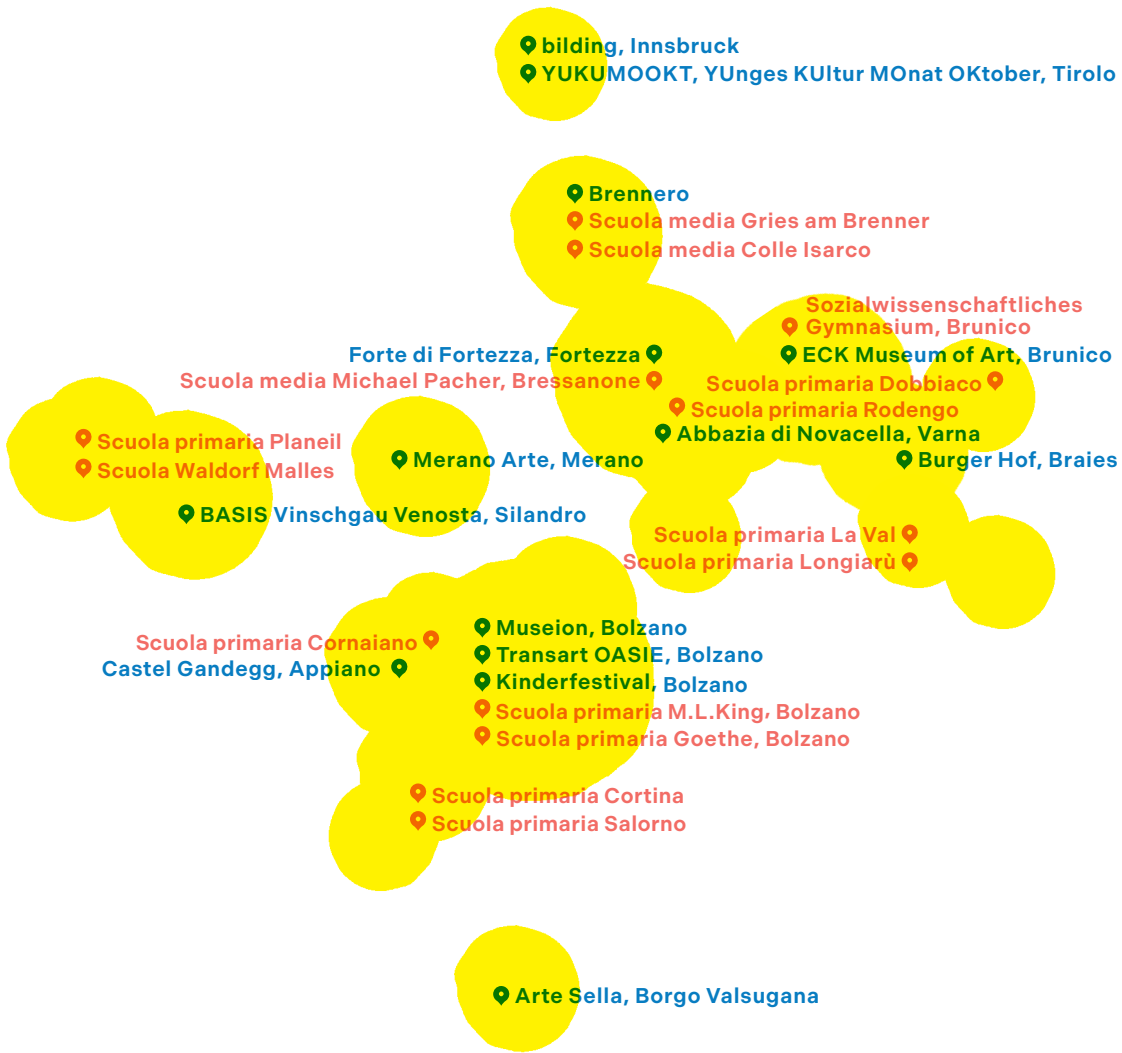 bilding, Innsbruck
YUKUMOOKT, YUnges KUltur MOnat OKtober, Tirolo
Brennero
Scuola media Gries am Brenner
Scuola media Colle Isarco
Sozialwissenschaftliches
Gymnasium, Brunico
Forte di Fortezza, Fortezza
ECK Museum of Art, Brunico
Scuola media Michael Pacher, Bressanone
Scuola primaria Dobbiaco
Scuola primaria Rodengo
Abbazia di Novacella, Varna
Scuola primaria Planeil
Merano Arte, Merano
Burger Hof, Braies
Scuola Waldorf Malles
BASIS Vinschgau Venosta, Silandro
Scuola primaria La Val
Scuola primaria Longiarù
Museion, Bolzano
Scuola primaria Cornaiano
Transart OASIE, Bolzano
Castel Gandegg, Appiano
Kinderfestival, Bolzano
Scuola primaria M.L.King, Bolzano
Scuola primaria Goethe, Bolzano
Scuola primaria Cortina
Scuola primaria Salorno
Arte Sella, Borgo Valsugana